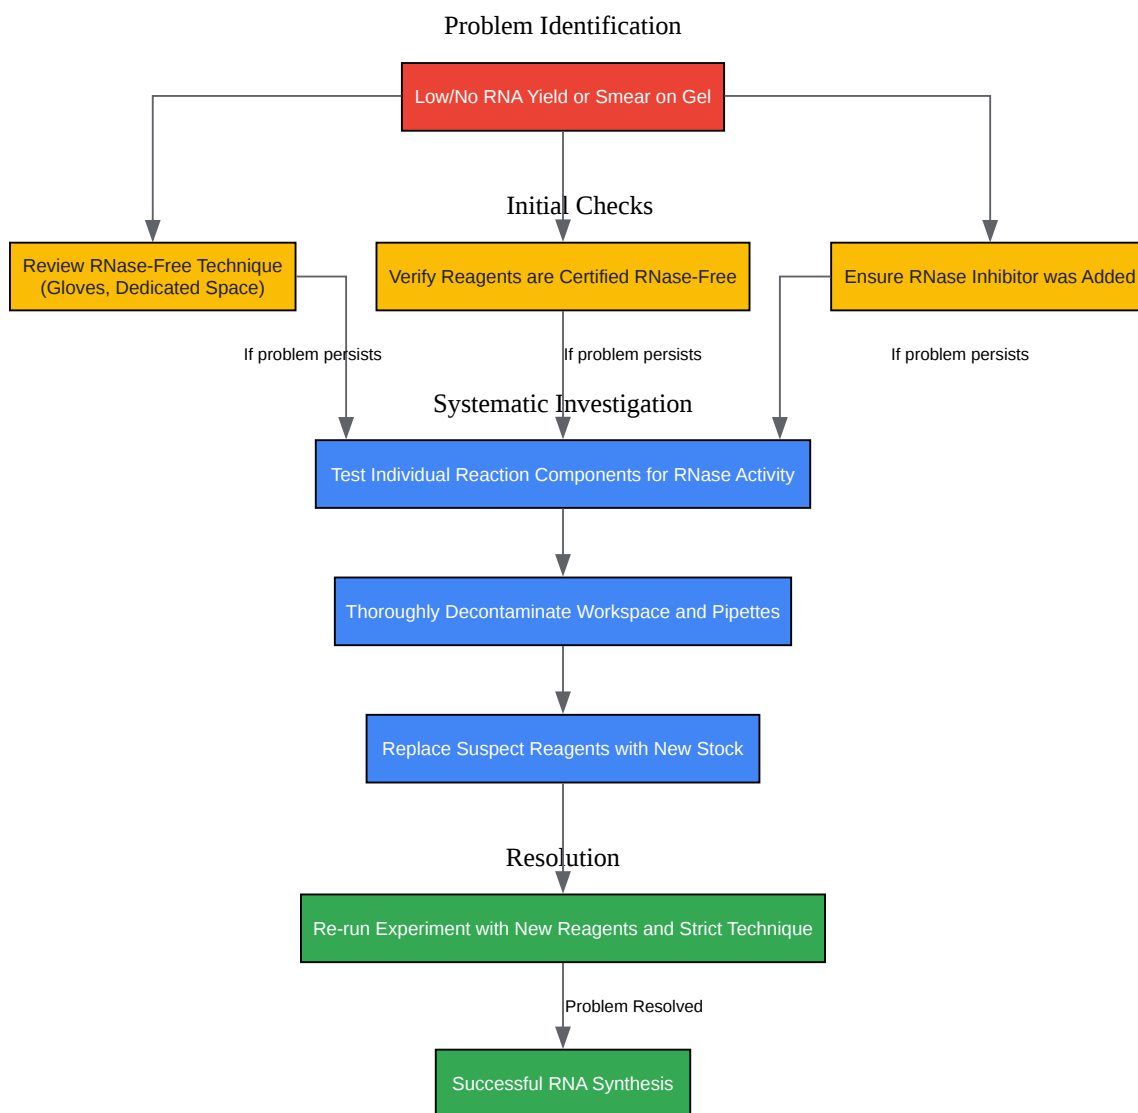 Problem Identification
Low/No RNA Yield or Smear on Gel
Initial Checks
Review RNase-Free Technique
(Gloves, Dedicated Space)
Verify Reagents are Certified RNase-Free
Ensure RNase Inhibitor was Added
If problem persists
If problem persists
If problem persists
Systematic Investigation
Test Individual Reaction Components for RNase Activity
Thoroughly Decontaminate Workspace and Pipettes
Replace Suspect Reagents with New Stock
Resolution
Re-run Experiment with New Reagents and Strict Technique
Problem Resolved
Successful RNA Synthesis